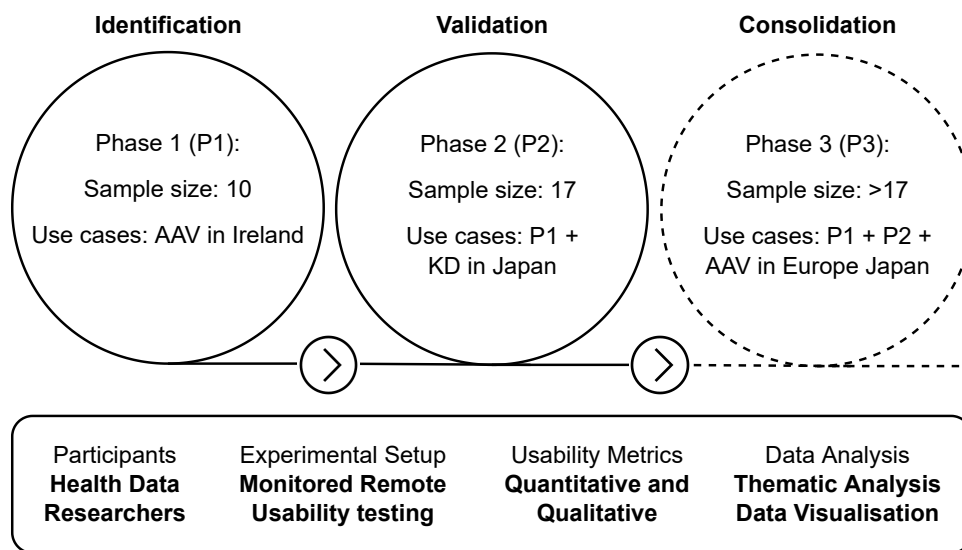 Identification
Phase 1 (P1):
Sample size: 10
Use cases: AAV in Ireland
Validation
Phase 2 (P2):
Sample size: 17
Use cases: P1 +
KD in Japan
Consolidation
Phase 3 (P3):
Sample size: >17
Use cases: P1 + P2 +
AAV in Europe Japan
Participants
Health Data
Researchers
Experimental Setup
Monitored Remote
Usability testing
Usability Metrics
Quantitative and
Qualitative
Data Analysis
Thematic Analysis
Data Visualisation